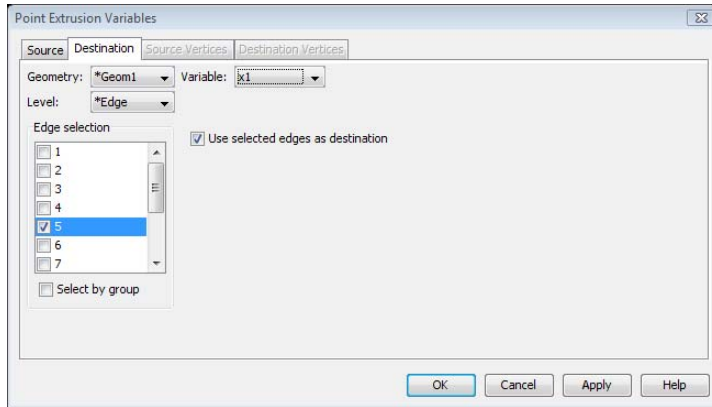 Point Extrusion Variables
Source Destination Source Vertices Destination Vertices
Geometry: *Geom1 Variable: x1
Level: *Edge
Edge selection
Use selected edges as destination
1
2
3
4
5
6
7
Select by group
OK Cancel Apply Help